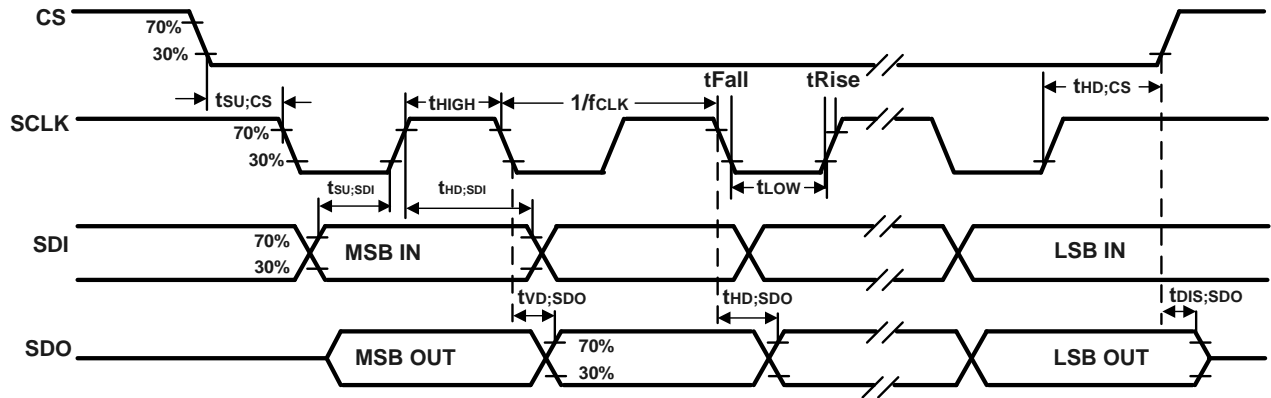 CS
70%
30%
tFall
tRise
tSU;CS
tHIGH
1/fCLK
tHD;CS
SCLK
70%
30%
tSU;SDI
tHD;SDI
tLOW
SDI
70%
30%
MSB IN
LSB IN
tVD;SDO
tHD;SDO
tDIS;SDO
SDO
MSB OUT
70%
30%
LSB OUT